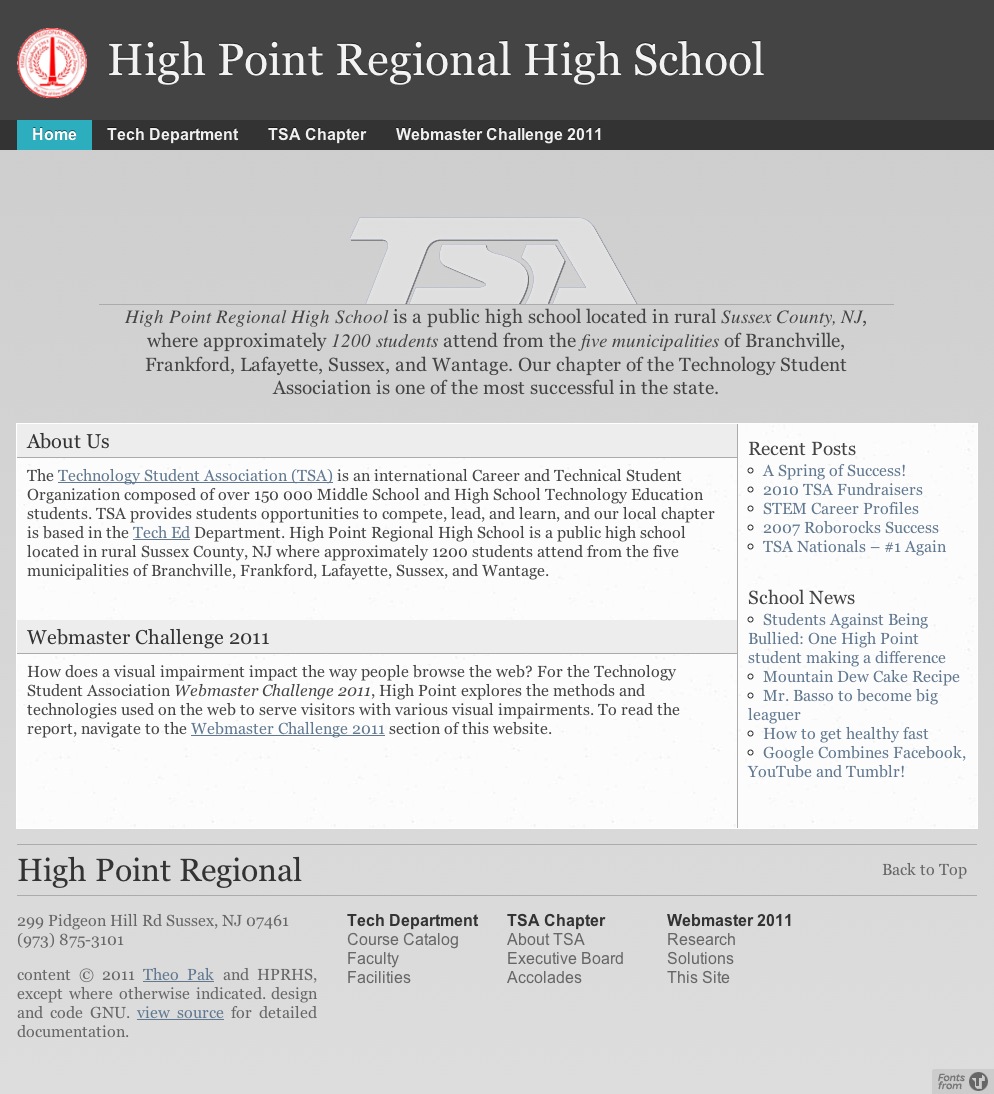 High Point Regional High School
Home Tech Department TSA Chapter Webmaster Challenge 2011
TSA
High Point Regional High School is a public high school located in rural Sussex County, NJ,
where approximately 1200 students attend from the five municipalities of Branchville,
Frankford, Lafayette, Sussex, and Wantage. Our chapter of the Technology Student
Association is one of the most successful in the state.
About Us
The Technology Student Association (TSA) is an international Career and Technical Student
Organization composed of over 150 000 Middle School and High School Technology Education
students. TSA provides students opportunities to compete, lead, and learn, and our local chapter
is based in the Tech Ed Department. High Point Regional High School is a public high school
located in rural Sussex County, NJ where approximately 1200 students attend from the five
municipalities of Branchville, Frankford, Lafayette, Sussex, and Wantage.
Webmaster Challenge 2011
How does a visual impairment impact the way people browse the web? For the Technology
Student Association Webmaster Challenge 2011, High Point explores the methods and
technologies used on the web to serve visitors with various visual impairments. To read the
report, navigate to the Webmaster Challenge 2011 section of this website.
Recent Posts
A Spring of Success!
2010 TSA Fundraisers
STEM Career Profiles
2007 Roborocks Success
TSA Nationals – #1 Again
School News
Students Against Being
Bullied: One High Point
student making a difference
Mountain Dew Cake Recipe
Mr. Basso to become big
leaguer
How to get healthy fast
Google Combines Facebook,
YouTube and Tumblr!
High Point Regional
Back to Top
299 Pidgeon Hill Rd Sussex, NJ 07461
(973) 875-3101
content © 2011 Theo Pak and HPRHS,
except where otherwise indicated. design
and code GNU. view source for detailed
documentation.
Tech Department
Course Catalog
Faculty
Facilities
TSA Chapter
About TSA
Executive Board
Accolades
Webmaster 2011
Research
Solutions
This Site
Fonts
from